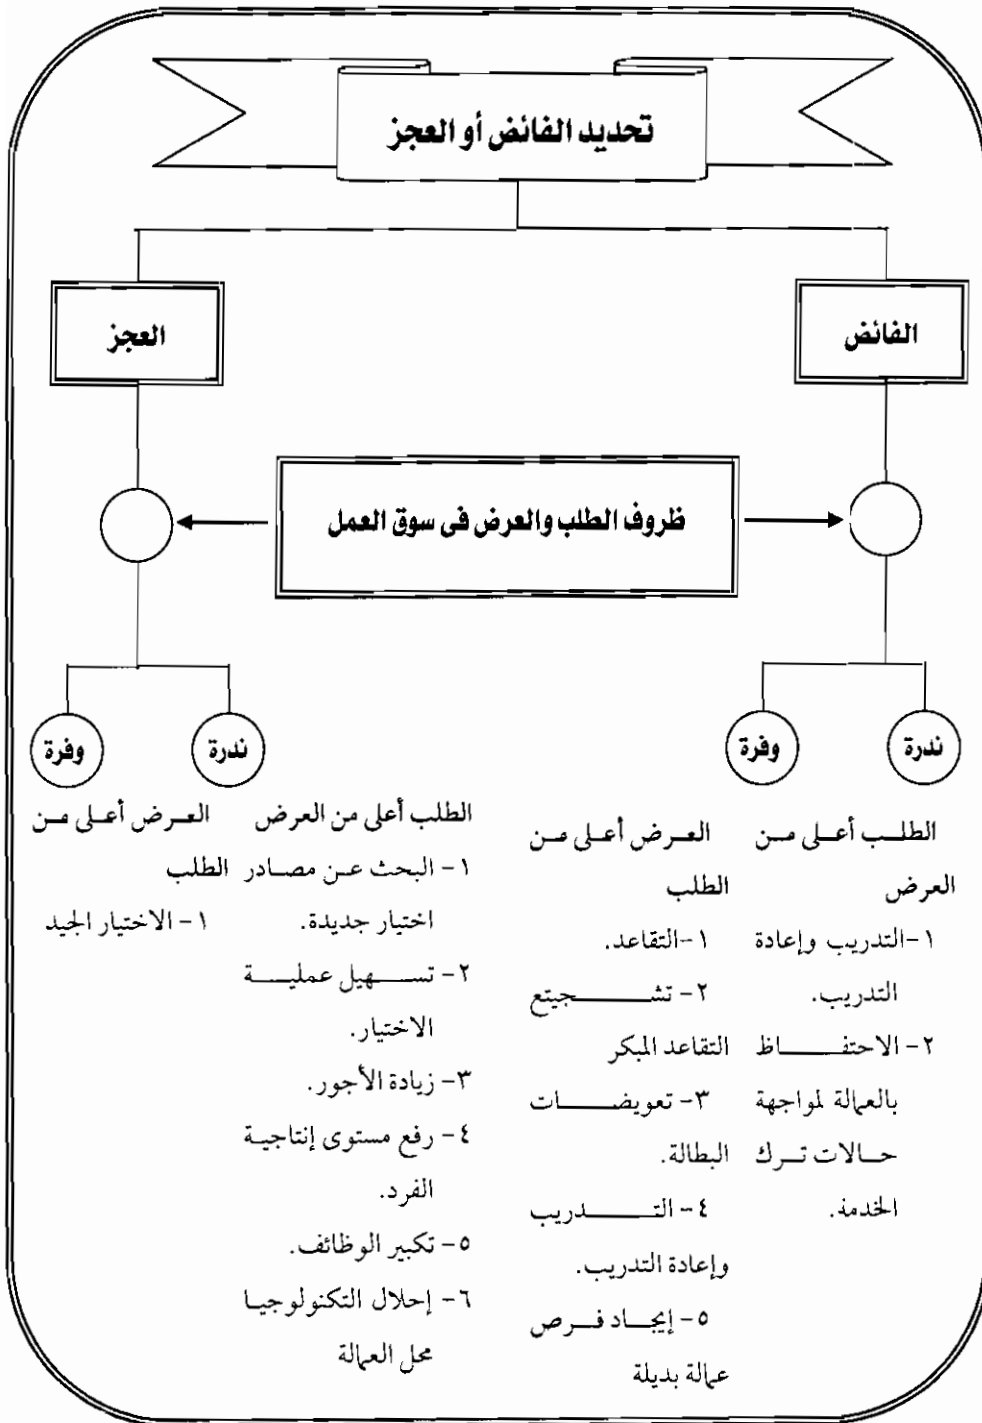 تحديد الفائض أو العجز
الفائض
العجز
ظروف الطلب والعرض فى سوق العمل
ندرة
وفرة
ندرة
وفرة
الطلب أعلى من
العرض
١- التدريب وإعادة
التدريب.
٢- الاحتفاظ
بالعمالة لمواجهة
حالات ترك
الخدمة.
العرض أعلى من
الطلب
١- التقاعد.
٢- تشجيتع
التقاعد المبكر
٣- تعويضات
البطالة.
٤- التدريب
وإعادة التدريب.
٥- إيجاد فرص
عمالة بديلة
الطلب أعلى من العرض
١- البحث عن مصادر
اختيار جديدة.
٢- تسهيل عملية
الاختيار.
٣- زيادة الأجور.
٤- رفع مستوى إنتاجية
الفرد.
٥- تكبير الوظائف.
٦- إحلال التكنولوجيا
محل العمالة
العرض أعلى من
الطلب
١- الاختيار الجيد